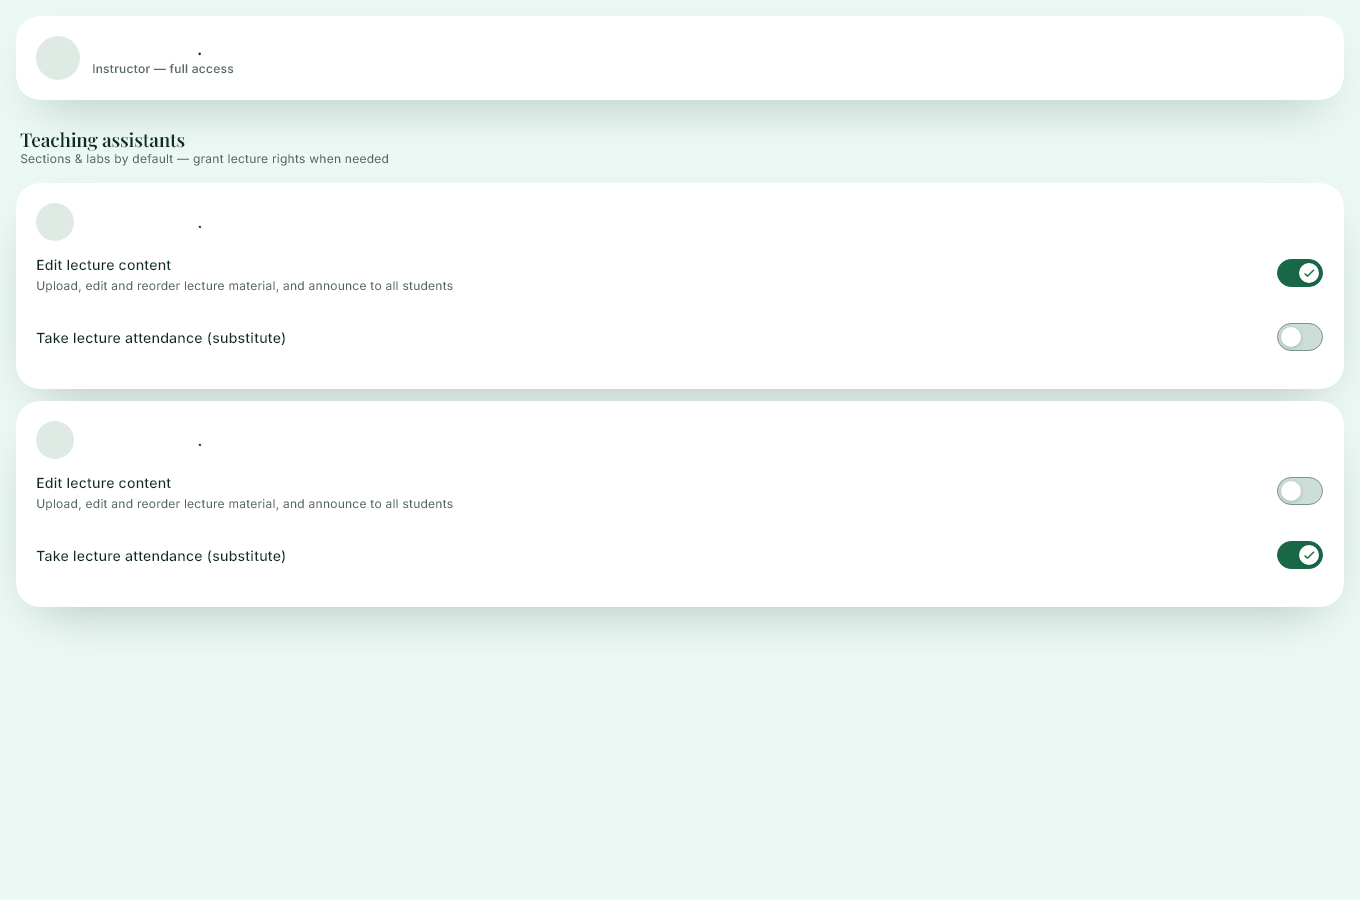 .
Instructor — full access
Teaching assistants
Sections & labs by default — grant lecture rights when needed
.
Edit lecture content
Upload, edit and reorder lecture material, and announce to all students
Take lecture attendance (substitute)
.
Edit lecture content
Upload, edit and reorder lecture material, and announce to all students
Take lecture attendance (substitute)